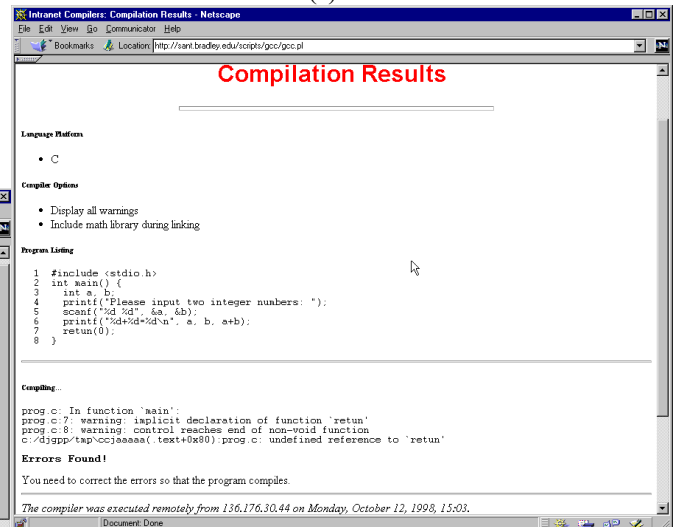 Intranet Compilers: Compilation Results - Netscape
File Edit View Go Communicator Help
Bookmarks Location: http://sant.bradley.edu/scripts/gcc/gcc.pl
Compilation Results
Language Platform
• C
Compiler Options
• Display all warnings
• Include math library during linking
Program Listing
1 #include <stdio.h>
2 int main() {
3 int a, b;
4 printf("Please input two integer numbers: ");
5 scanf("%d %d", &a, &b);
6 printf("%d+%d=%d\n", a, b, a+b);
7 retun(0);
8 }
Compiling...
prog.c: In function `main':
prog.c:7: warning: implicit declaration of function `retun'
prog.c:8: warning: control reaches end of non-void function
c:/djgpp/tmp\ccjaaaaa(.text+0x80):prog.c: undefined reference to `retun'
Errors Found!
You need to correct the errors so that the program compiles.
The compiler was executed remotely from 136.176.30.44 on Monday, October 12, 1998, 15:03.
Document: Done